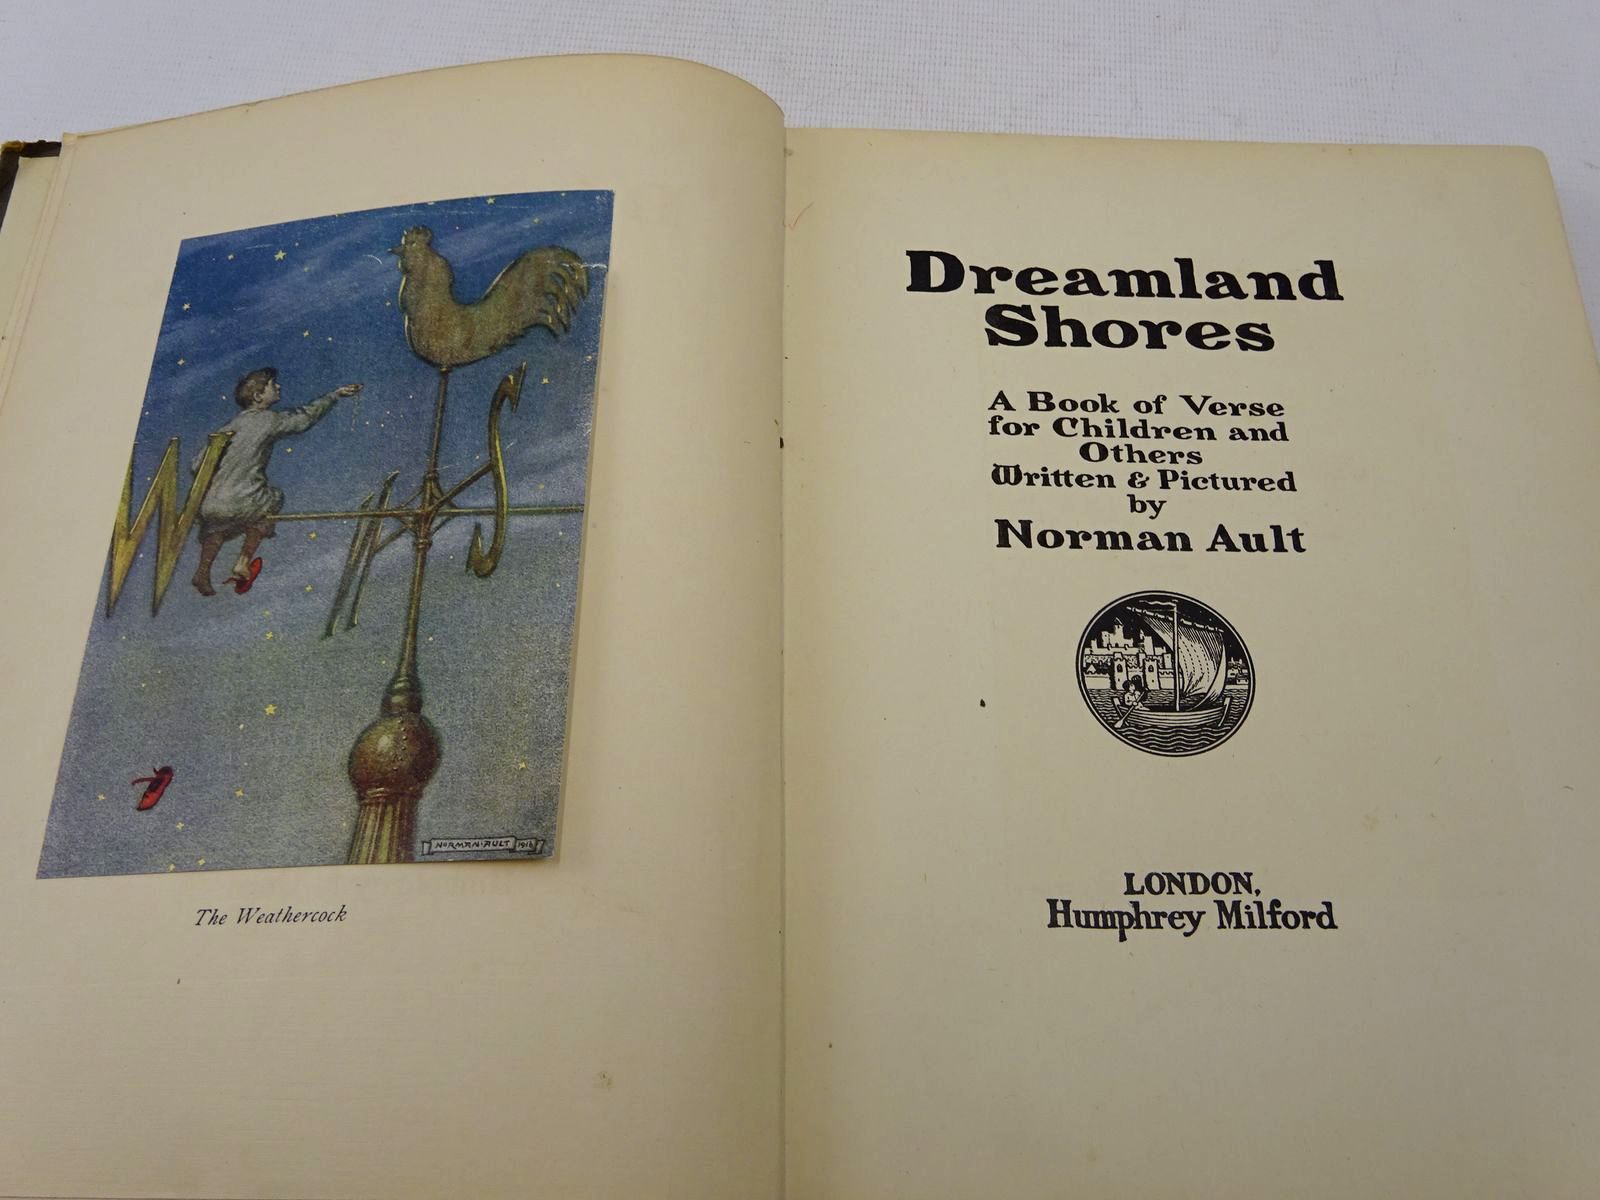 W
N
S
NORMAN·AULT 1918
The Weathercock
Dreamland
Shores
A Book of Verse
for Children and
Others
Written & Pictured
by
Norman Ault
LONDON,
Humphrey Milford